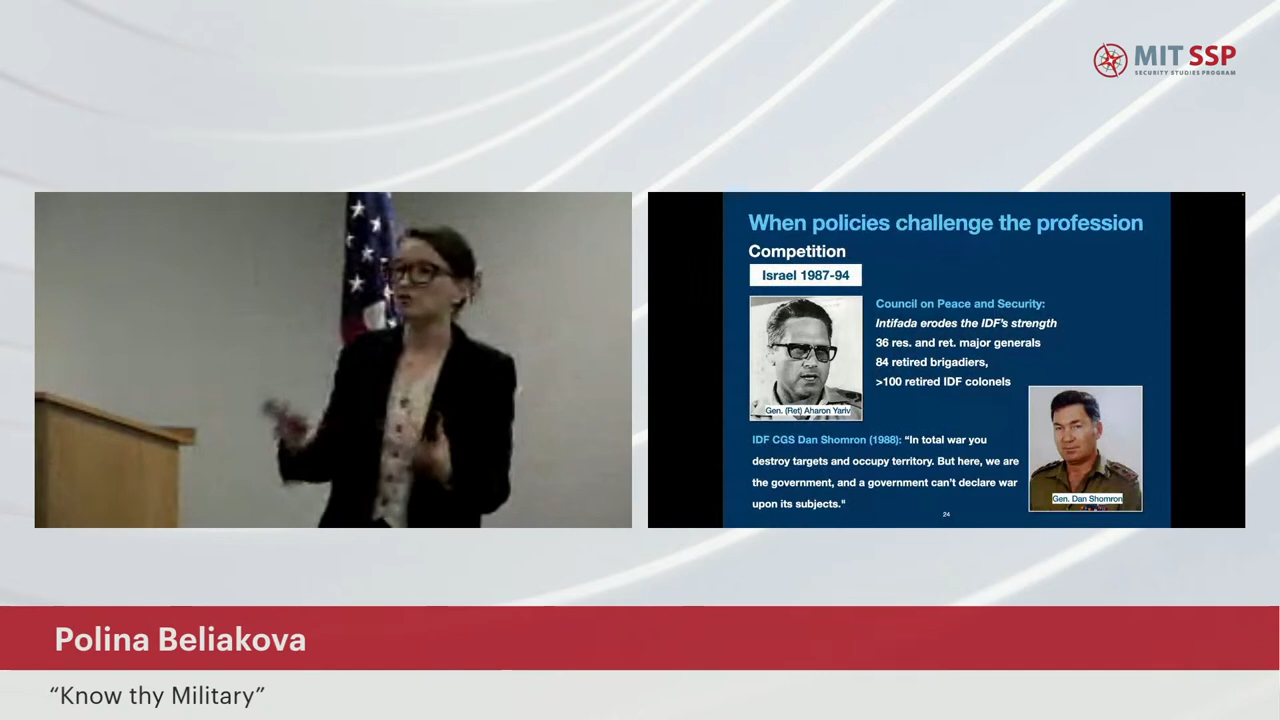 MIT SSP
SECURITY STUDIES PROGRAM
When policies challenge the profession
Competition
Israel 1987-94
Council on Peace and Security:
Intifada erodes the IDF's strength
36 res. and ret. major generals
84 retired brigadiers,
>100 retired IDF colonels
Gen. (Ret) Aharon Yariv
IDF CGS Dan Shomron (1988): “In total war you
destroy targets and occupy territory. But here, we are
the government, and a government can’t declare war
upon its subjects."
Gen. Dan Shomron
24
Polina Beliakova
“Know thy Military”